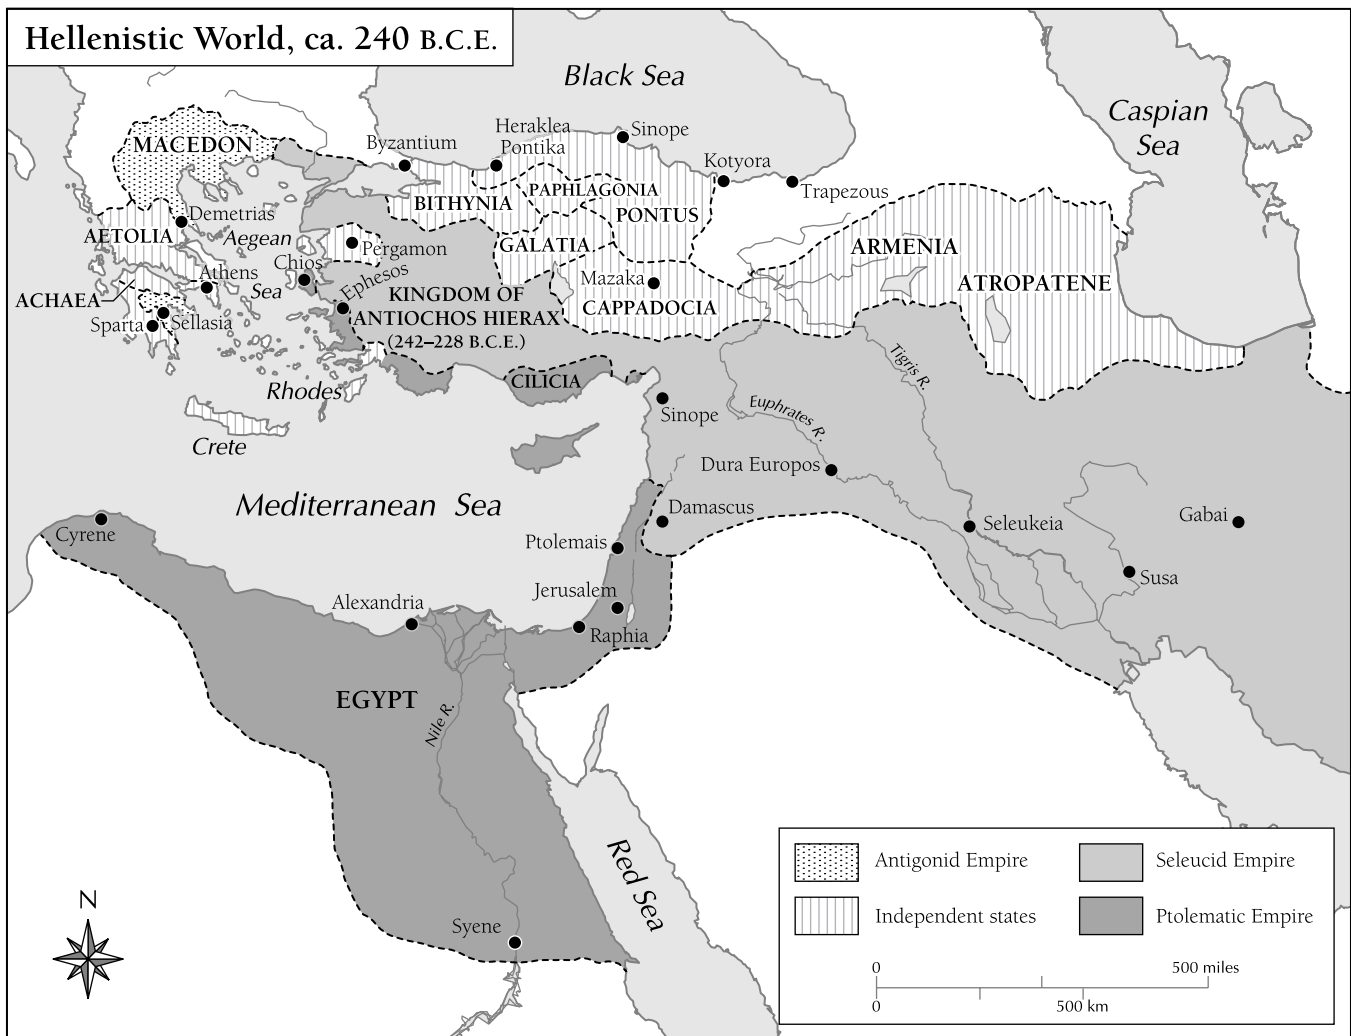 Hellenistic World, ca. 240 B.C.E.
Black Sea
Caspian
Sea
MACEDON
Byzantium
Heraklea
Pontika
Sinope
Kotyora
Trapezous
BITHYNIA
PAPHLAGONIA
PONTUS
Demetrias
AETOLIA
Aegean
Sea
Pergamon
GALATIA
ARMENIA
ATROPATENE
Chios
Athens
Ephesos
Mazaka
CAPPADOCIA
ACHAEA
Sparta
Sellasia
KINGDOM OF
ANTIOCHOS HIERAX
(242–228 B.C.E.)
Rhodes
CILICIA
Tigris R.
Crete
Sinope
Euphrates R.
Dura Europos
Mediterranean Sea
Damascus
Seleukeia
Gabai
Cyrene
Ptolemais
Susa
Jerusalem
Alexandria
Raphia
EGYPT
Nile R.
Red Sea
Syene
N
Antigonid Empire
Seleucid Empire
Independent states
Ptolematic Empire
0
500 miles
0
500 km